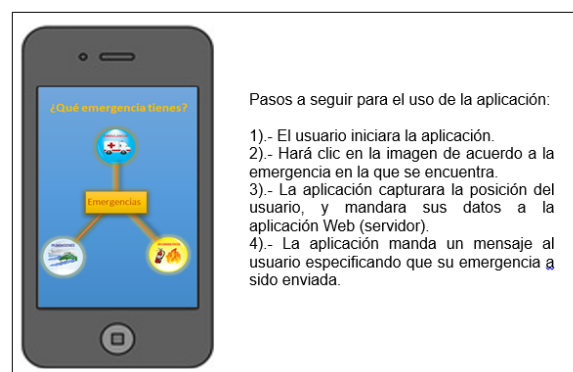 ¿Qué emergencia tienes?
Emergencias
Pasos a seguir para el uso de la aplicación:
1).- El usuario iniciara la aplicación.
2).- Hará clic en la imagen de acuerdo a la
emergencia en la que se encuentra.
3).- La aplicación capturara la posición del
usuario, y mandara sus datos a la
aplicación Web (servidor).
4).- La aplicación manda un mensaje al
usuario especificando que su emergencia a
sido enviada.